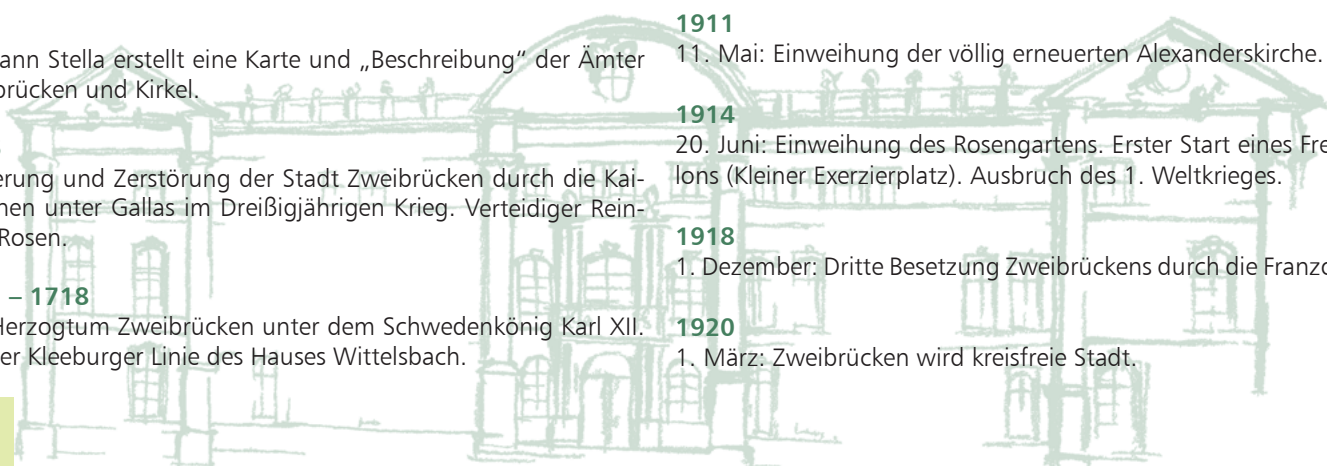 ann Stella erstellt eine Karte und „Beschreibung“ der Ämter
brücken und Kirkel.
erung und Zerstörung der Stadt Zweibrücken durch die Kai-
nen unter Gallas im Dreißigjährigen Krieg. Verteidiger Rein-
Rosen.
– 1718
Herzogtum Zweibrücken unter dem Schwedenkönig Karl XII.
er Kleeburger Linie des Hauses Wittelsbach.
1911
11. Mai: Einweihung der völlig erneuerten Alexanderskirche.
1914
20. Juni: Einweihung des Rosengartens. Erster Start eines Fre
lons (Kleiner Exerzierplatz). Ausbruch des 1. Weltkrieges.
1918
1. Dezember: Dritte Besetzung Zweibrückens durch die Franzo
1920
1. März: Zweibrücken wird kreisfreie Stadt.